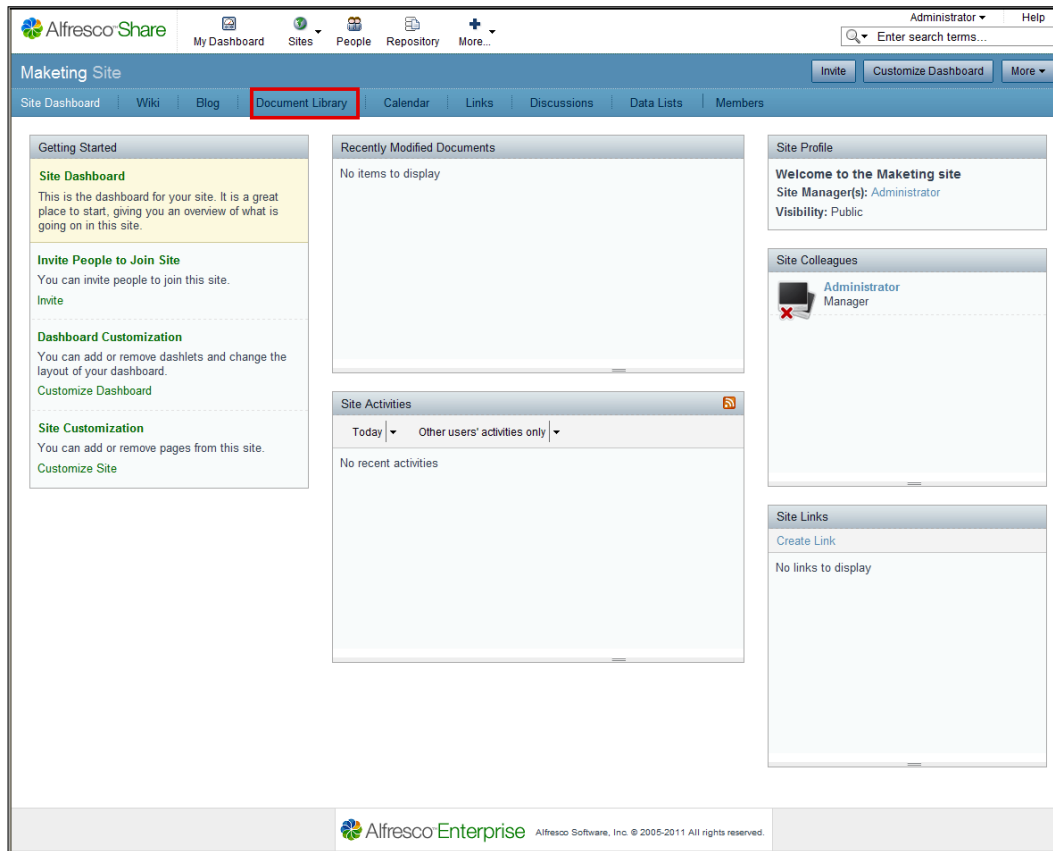 Alfresco™Share
My Dashboard
Sites
People
Repository
More...
Administrator
Help
Enter search terms...
Maketing Site
Invite
Customize Dashboard
More
Site Dashboard
Wiki
Blog
Document Library
Calendar
Links
Discussions
Data Lists
Members
Getting Started
Site Dashboard
This is the dashboard for your site. It is a great
place to start, giving you an overview of what is
going on in this site.
Invite People to Join Site
You can invite people to join this site.
Invite
Dashboard Customization
You can add or remove dashlets and change the
layout of your dashboard.
Customize Dashboard
Site Customization
You can add or remove pages from this site.
Customize Site
Recently Modified Documents
No items to display
Site Activities
Today
Other users' activities only
No recent activities
Site Profile
Welcome to the Maketing site
Site Manager(s): Administrator
Visibility: Public
Site Colleagues
Administrator
Manager
Site Links
Create Link
No links to display
Alfresco™Enterprise
Alfresco Software, Inc. © 2005-2011 All rights reserved.